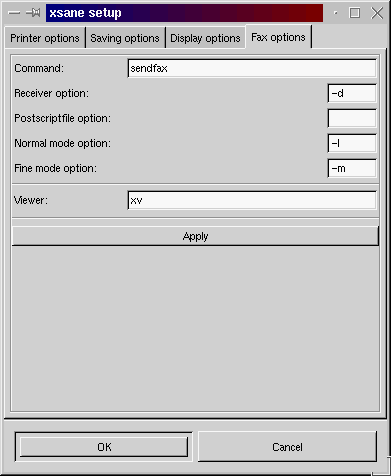 xsane setup
Printer options Saving options Display options Fax options
Command: sendfax
Receiver option: -d
Postscriptfile option:
Normal mode option: -l
Fine mode option: -m
Viewer: xv
Apply
OK Cancel